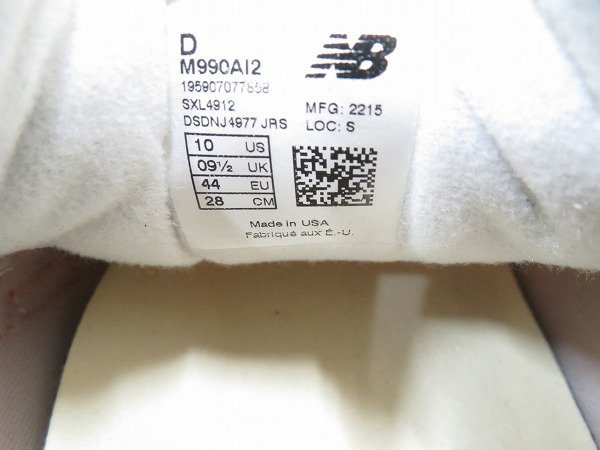 D
M990AI2
195907077658
SXL4912
DSDNJ4977 JRS
MFG: 2215
LOC: S
10 US
09½ UK
44 EU
28 CM
Made in USA
Fabriqué aux É.-U.
NB